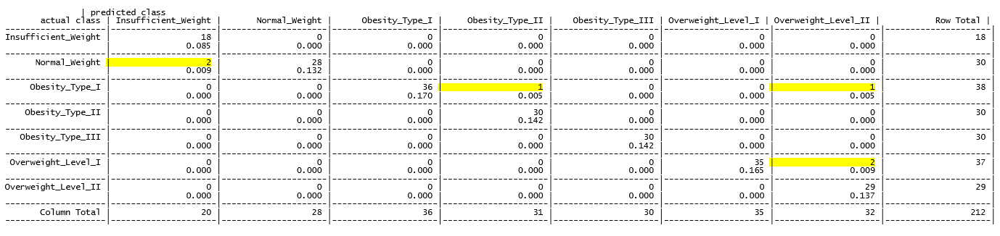 | predicted class
actual class | Insufficient_Weight | Normal_Weight | Obesity_Type_I | Obesity_Type_II | Obesity_Type_III | Overweight_Level_I | Overweight_Level_II | Row Total |
Insufficient_Weight | 18 | 0 | 0 | 0 | 0 | 0 | 0 | 18 |
| 0.085 | 0.000 | 0.000 | 0.000 | 0.000 | 0.000 | 0.000 | |
Normal_Weight | 2 | 28 | 0 | 0 | 0 | 0 | 0 | 30 |
| 0.009 | 0.132 | 0.000 | 0.000 | 0.000 | 0.000 | 0.000 | |
Obesity_Type_I | 0 | 0 | 36 | 1 | 0 | 0 | 1 | 38 |
| 0.000 | 0.000 | 0.170 | 0.005 | 0.000 | 0.000 | 0.005 | |
Obesity_Type_II | 0 | 0 | 0 | 30 | 0 | 0 | 0 | 30 |
| 0.000 | 0.000 | 0.000 | 0.142 | 0.000 | 0.000 | 0.000 | |
Obesity_Type_III | 0 | 0 | 0 | 0 | 30 | 0 | 0 | 30 |
| 0.000 | 0.000 | 0.000 | 0.000 | 0.142 | 0.000 | 0.000 | |
Overweight_Level_I | 0 | 0 | 0 | 0 | 0 | 35 | 2 | 37 |
| 0.000 | 0.000 | 0.000 | 0.000 | 0.000 | 0.165 | 0.009 | |
Overweight_Level_II | 0 | 0 | 0 | 0 | 0 | 0 | 29 | 29 |
| 0.000 | 0.000 | 0.000 | 0.000 | 0.000 | 0.000 | 0.137 | |
Column Total | 20 | 28 | 36 | 31 | 30 | 35 | 32 | 212 |